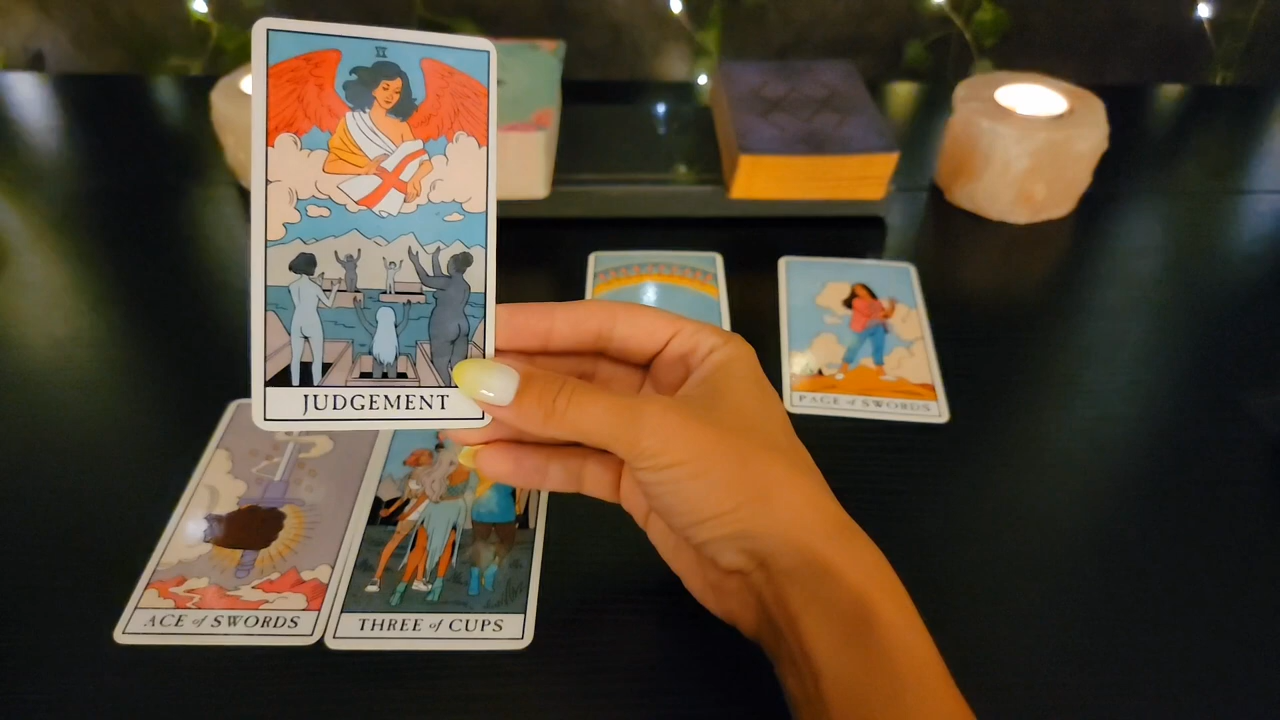 JUDGEMENT
PAGE of SWORDS
ACE of SWORDS
THREE of CUPS